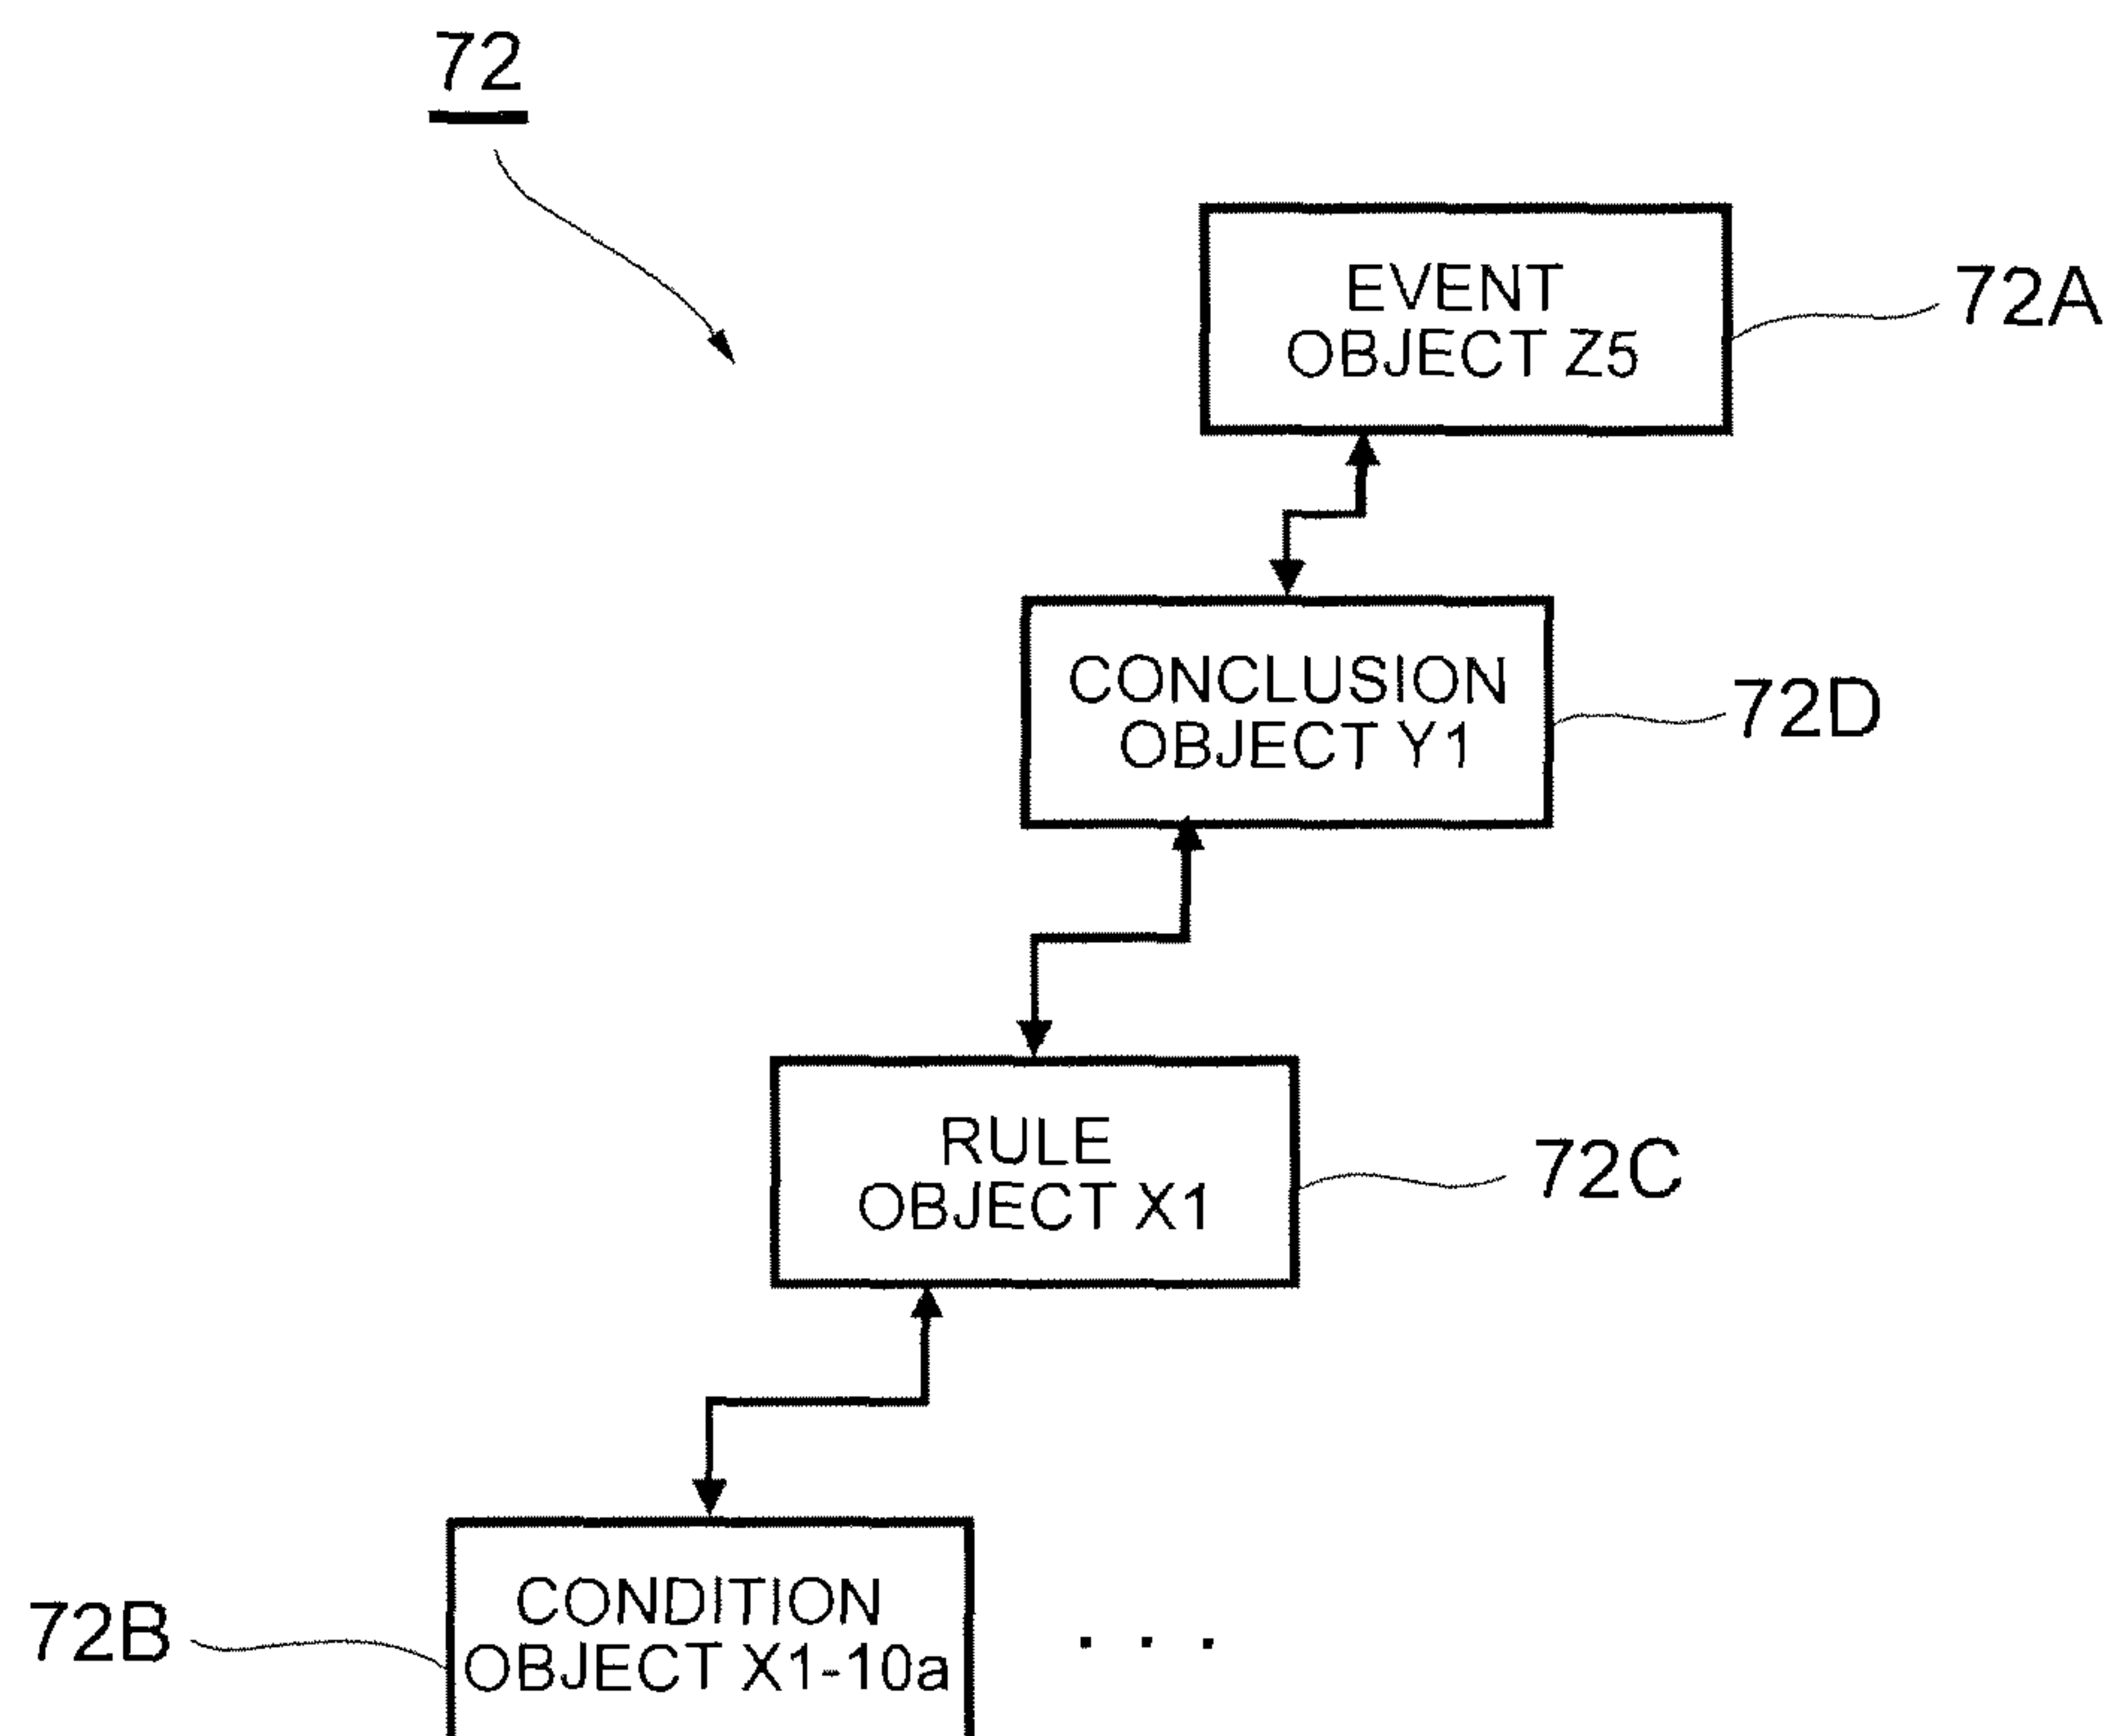 72
EVENT
OBJECT Z5
72A
CONCLUSION
OBJECT Y1
72D
RULE
OBJECT X1
72C
CONDITION
OBJECT X1-10a
72B
. . .